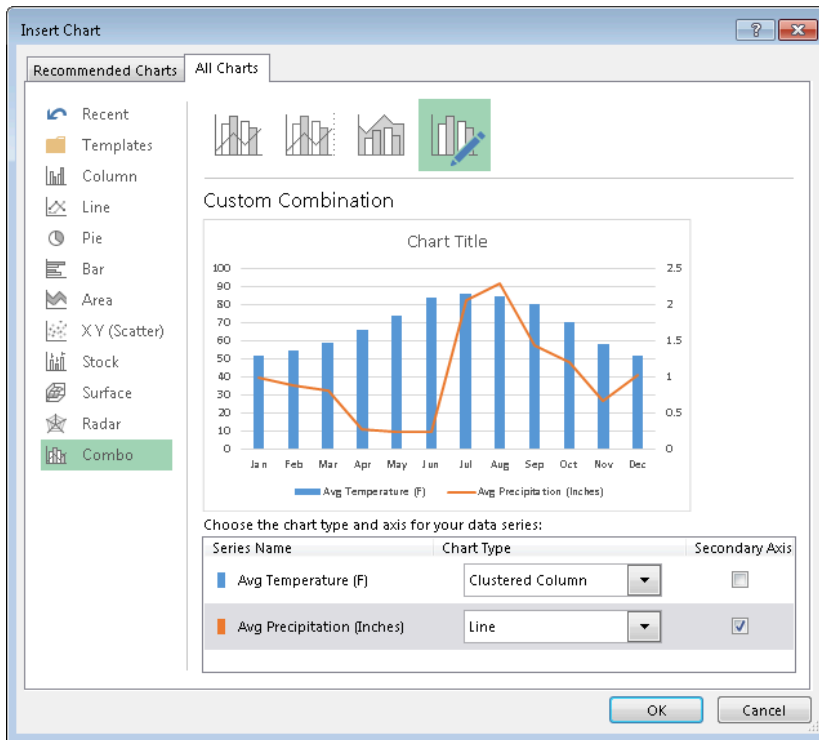 Insert Chart
Recommended Charts
All Charts
Recent
Templates
Column
Line
Pie
Bar
Area
X Y (Scatter)
Stock
Surface
Radar
Combo
Custom Combination
Chart Title
100
90
80
70
60
50
40
30
20
10
0
2.5
2
1.5
1
0.5
0
Jan Feb Mar Apr May Jun Jul Aug Sep Oct Nov Dec
Avg Temperature (F) Avg Precipitation (Inches)
Choose the chart type and axis for your data series:
Series Name Chart Type Secondary Axis
Avg Temperature (F) Clustered Column
Avg Precipitation (Inches) Line
OK Cancel